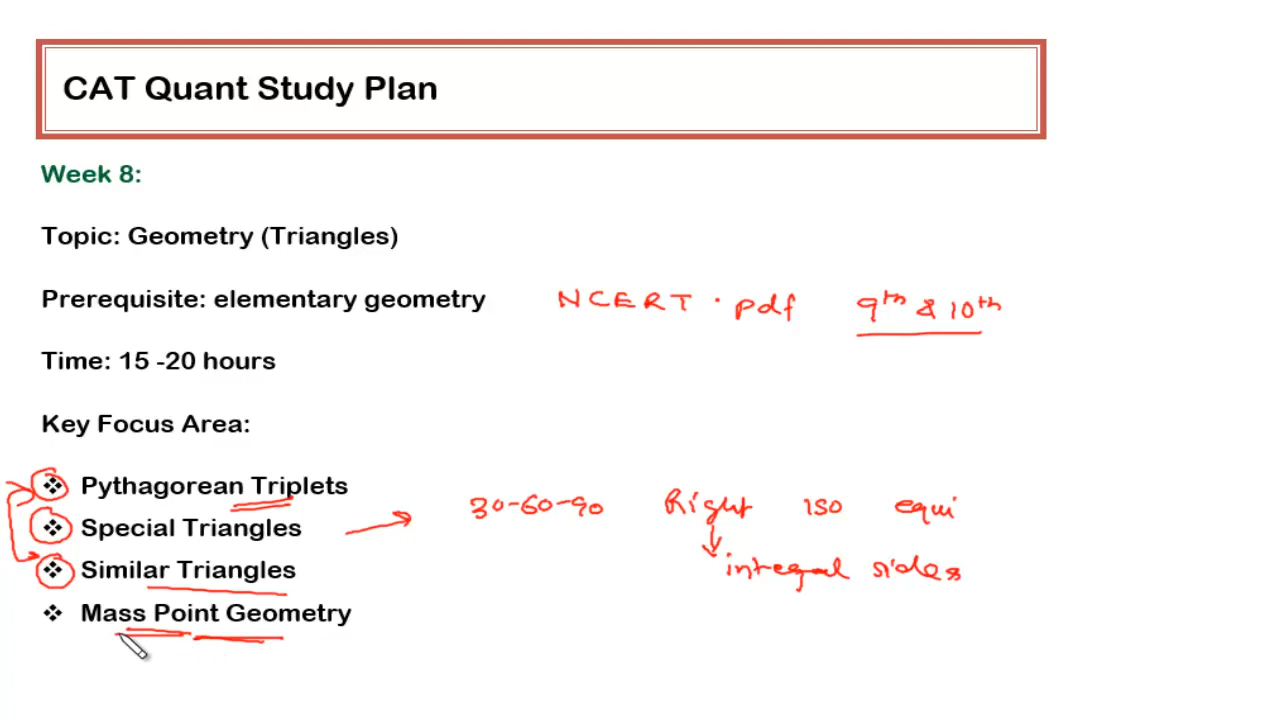 CAT Quant Study Plan
Week 8:
Topic: Geometry (Triangles)
Prerequisite: elementary geometry NCERT . pdf 9th & 10th
Time: 15 -20 hours
Key Focus Area:
❖ Pythagorean Triplets
❖ Special Triangles → 30-60-90 Right iso equi
↓ integral sides
❖ Similar Triangles
❖ Mass Point Geometry